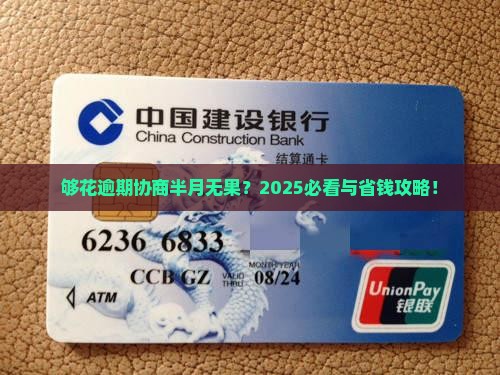 中国建设银行
China Construction Bank
结算通卡
够花逾期协商半月无果？2025必看与省钱攻略！
6236 6833
MONTH/YEAR
CCB GZ VALID THRU 08/24
ATM
UnionPay
银联